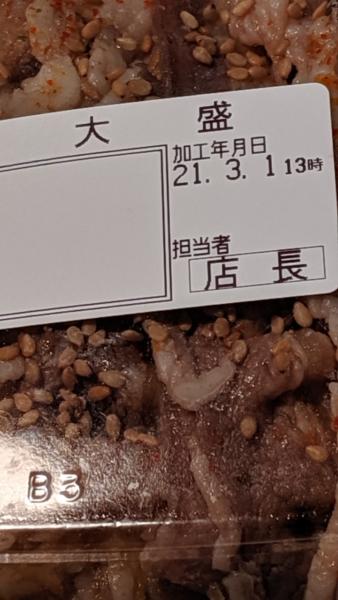 大 盛
加工年月日
21. 3. 1 13時
担当者
店 長
B3